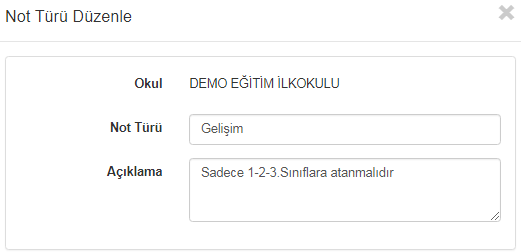 Not Türü Düzenle
Okul DEMO EĞİTİM İLKOKULU
Not Türü Gelişim
Açıklama Sadece 1-2-3.Sınıflara atanmalıdır